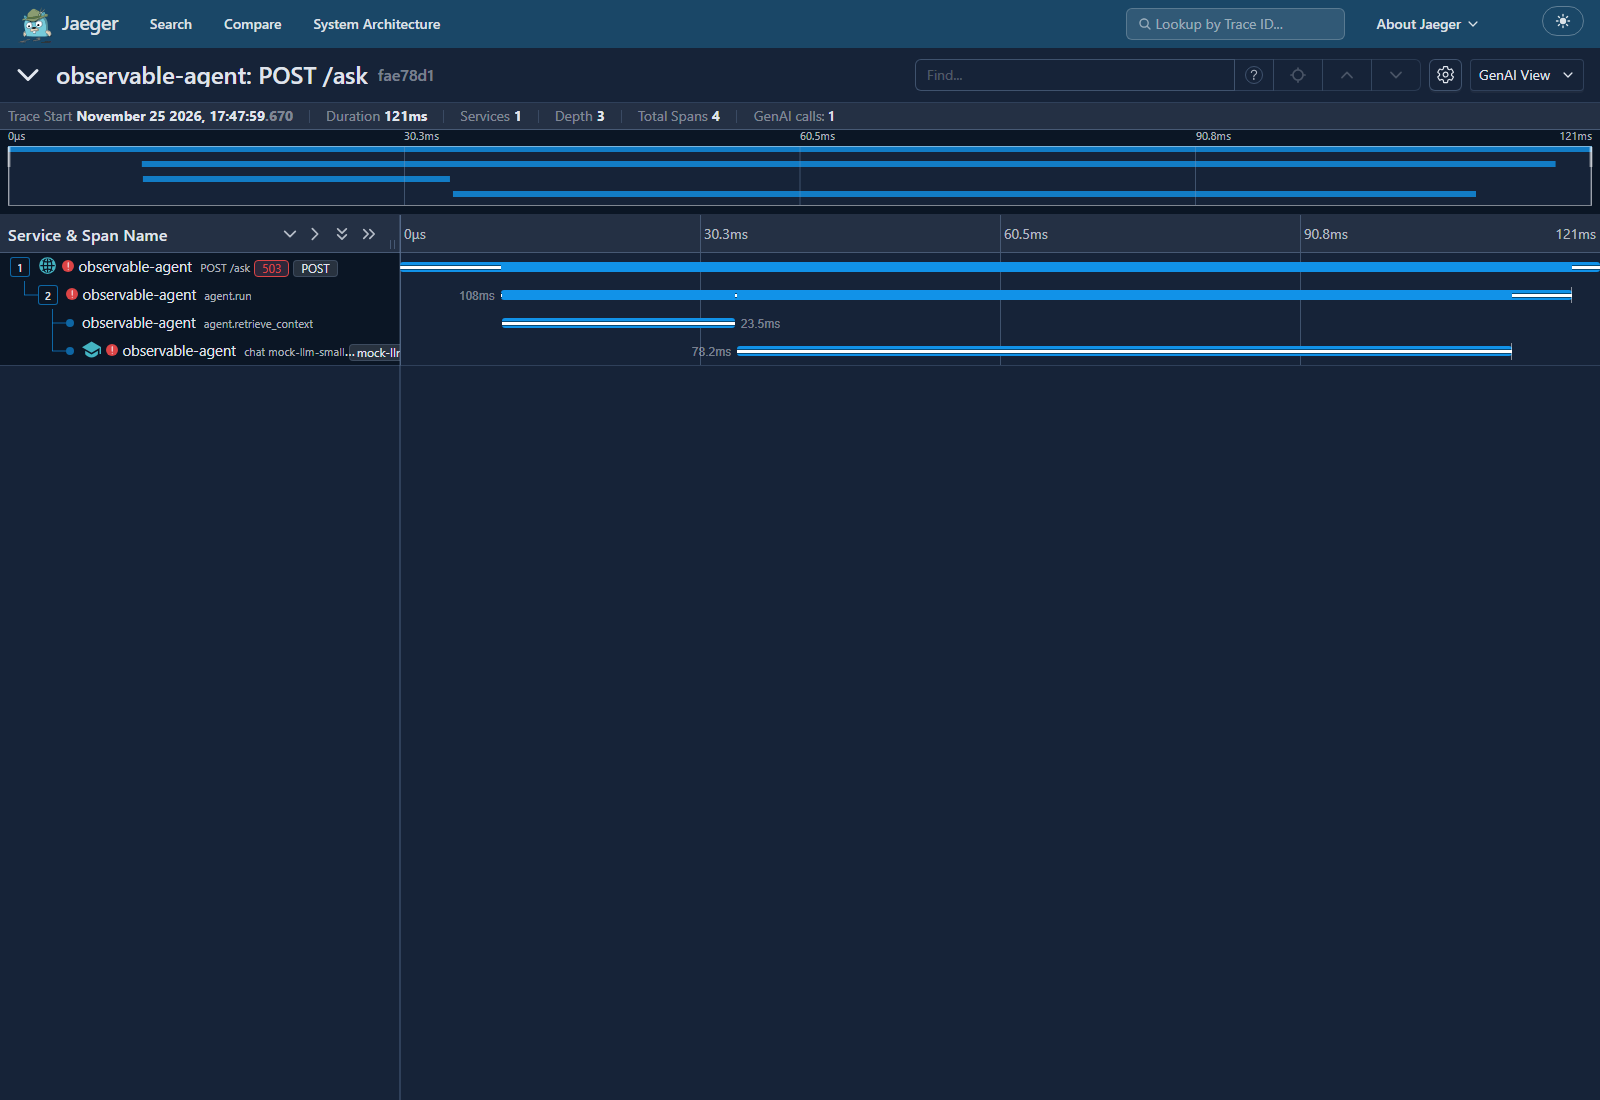 Jaeger Search Compare System Architecture Lookup by Trace ID... About Jaeger
observable-agent: POST /ask fae78d1 Find... ? GenAI View
Trace Start November 25 2026, 17:47:59.670 Duration 121ms Services 1 Depth 3 Total Spans 4 GenAI calls: 1
0μs 30.3ms 60.5ms 90.8ms 121ms
Service & Span Name 0μs 30.3ms 60.5ms 90.8ms 121ms
1 observable-agent POST /ask 503 POST
2 observable-agent agent.run 108ms
observable-agent agent.retrieve_context 23.5ms
observable-agent chat mock-llm-small... mock-llm 78.2ms